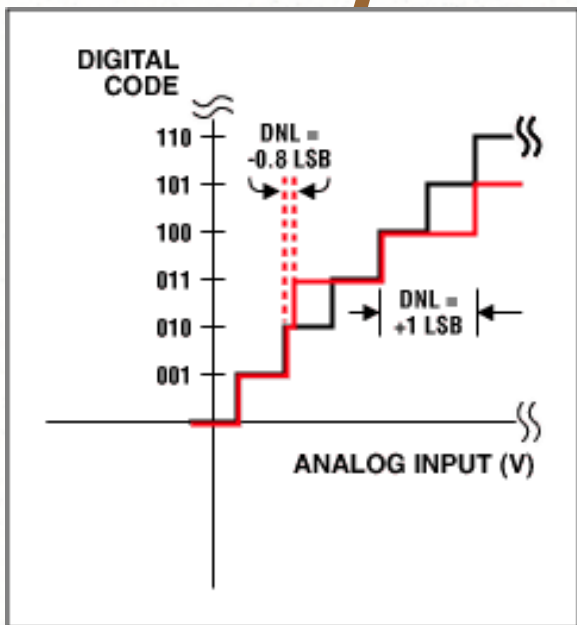 DIGITAL
CODE
110
101
100
011
010
001
DNL =
-0.8 LSB
DNL =
+1 LSB
ANALOG INPUT (V)